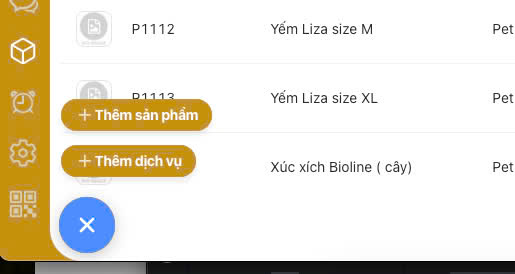 P1112 Yếm Liza size M Pet
P1113 Yếm Liza size XL Pet
+ Thêm sản phẩm
+ Thêm dịch vụ
Xúc xích Bioline ( cây) Pet